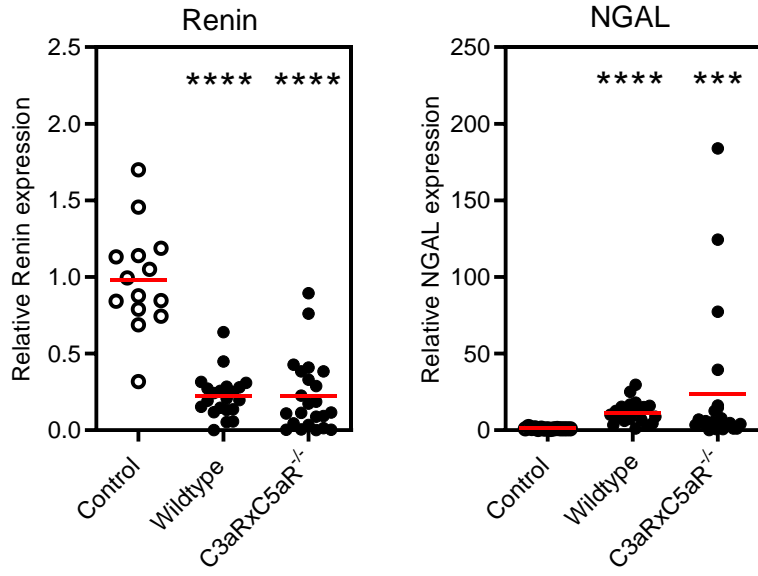 Renin
Relative Renin expression
2.5
2.0
1.5
1.0
0.5
0.0
**** ****
Control
Wildtype
C3aRxC5aR-/-
NGAL
Relative NGAL expression
250
200
150
100
50
0
**** ***
Control
Wildtype
C3aRxC5aR-/-